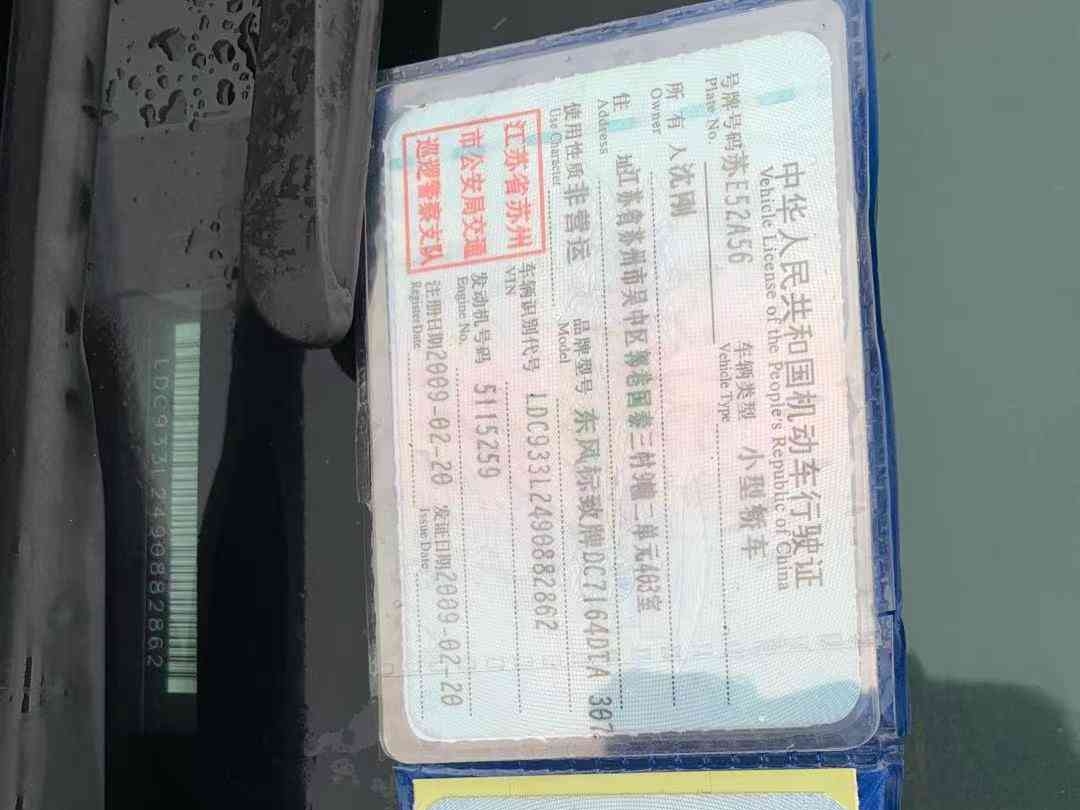 中华人民共和国机动车行驶证
Vehicle License of the People's Republic of China
号牌号码 苏E52A56 车辆类型 小型轿车
Plate No. Vehicle Type
所有人 沈刚
Owner
住址 江苏省苏州市吴中区 国泰三村 二单元403室
Address
使用性质 非营运 品牌型号 东风标致牌DC7164DTA 307
Use Character Model
江苏省苏州
市公安局交通
巡逻警察支队
车辆识别代号 LDC933L2490882862
VIN
发动机号码 5115259
Engine No.
注册日期 2009-02-20 发证日期 2009-02-20
Register Date Issue Date
LDC933L2490882862